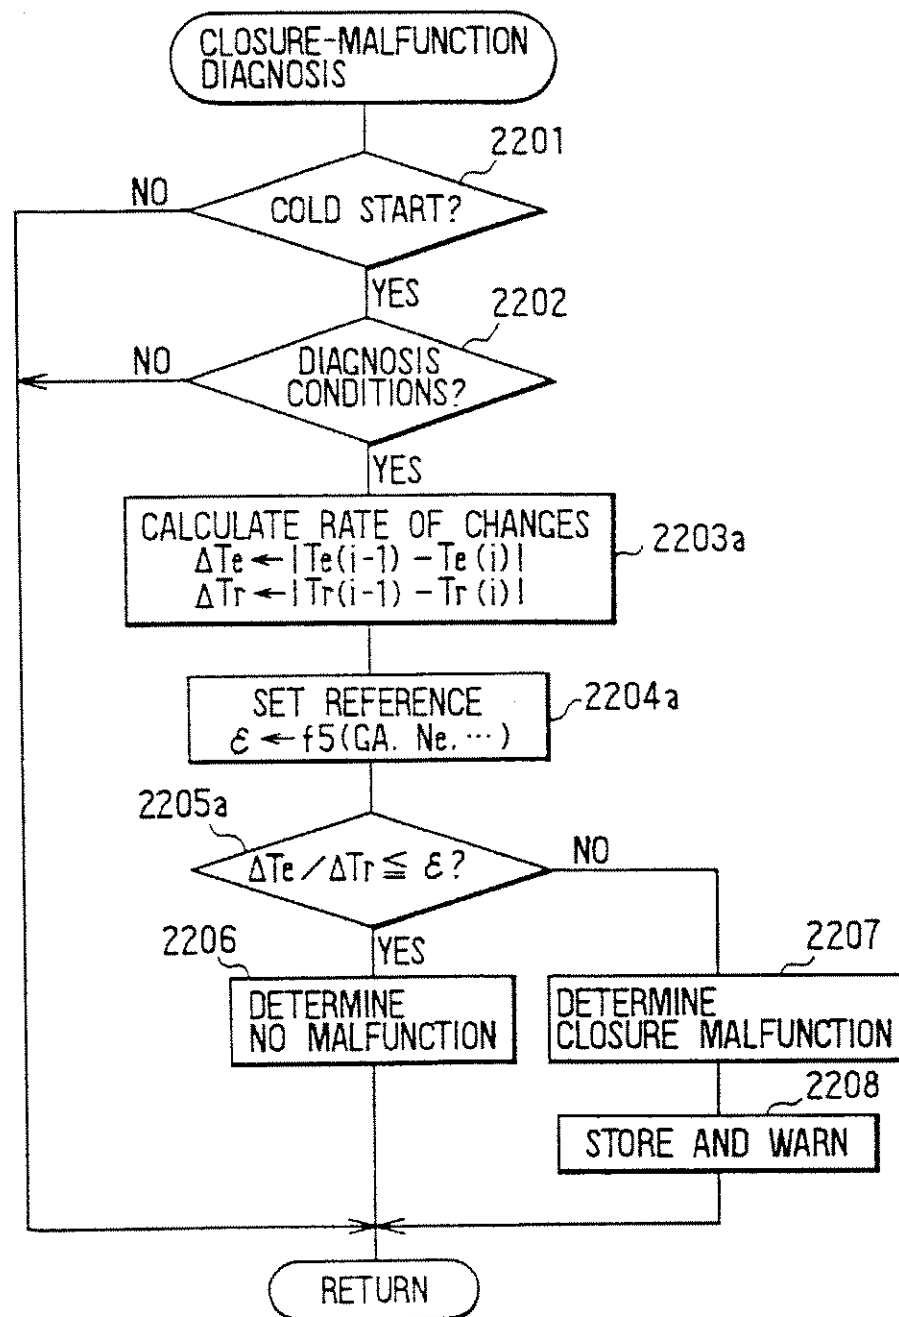 CLOSURE-MALFUNCTION
DIAGNOSIS
2201
NO
COLD START?
YES
2202
NO
DIAGNOSIS
CONDITIONS?
YES
CALCULATE RATE OF CHANGES
ΔTe ← |Te(i-1) - Te(i)|
ΔTr ← |Tr(i-1) - Tr(i)|
2203a
SET REFERENCE
ε ← f5(GA. Ne. ···)
2204a
2205a
ΔTe / ΔTr ≦ ε?
NO
YES
2206
DETERMINE
NO MALFUNCTION
2207
DETERMINE
CLOSURE MALFUNCTION
2208
STORE AND WARN
RETURN